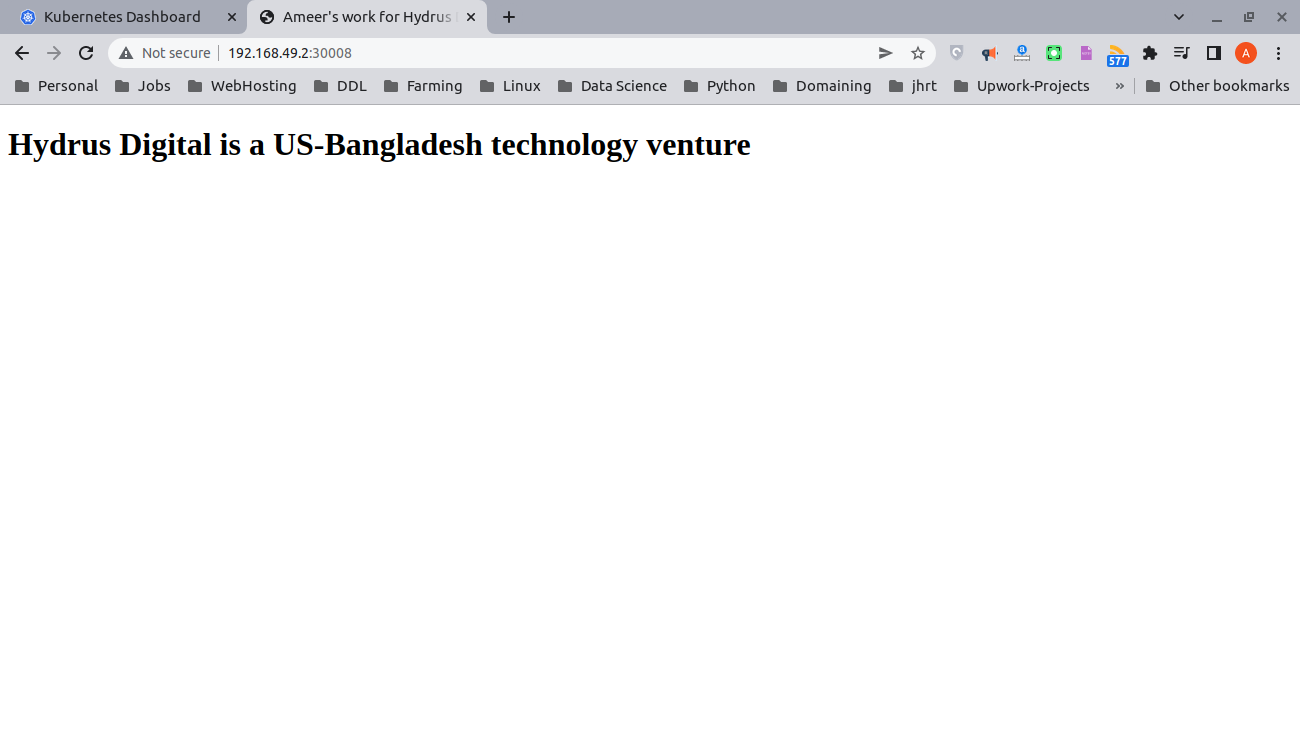 Kubernetes Dashboard
Ameer's work for Hydrus
Not secure
192.168.49.2:30008
577
A
Personal
Jobs
WebHosting
DDL
Farming
Linux
Data Science
Python
Domaining
jhrt
Upwork-Projects
»
Other bookmarks
Hydrus Digital is a US-Bangladesh technology venture